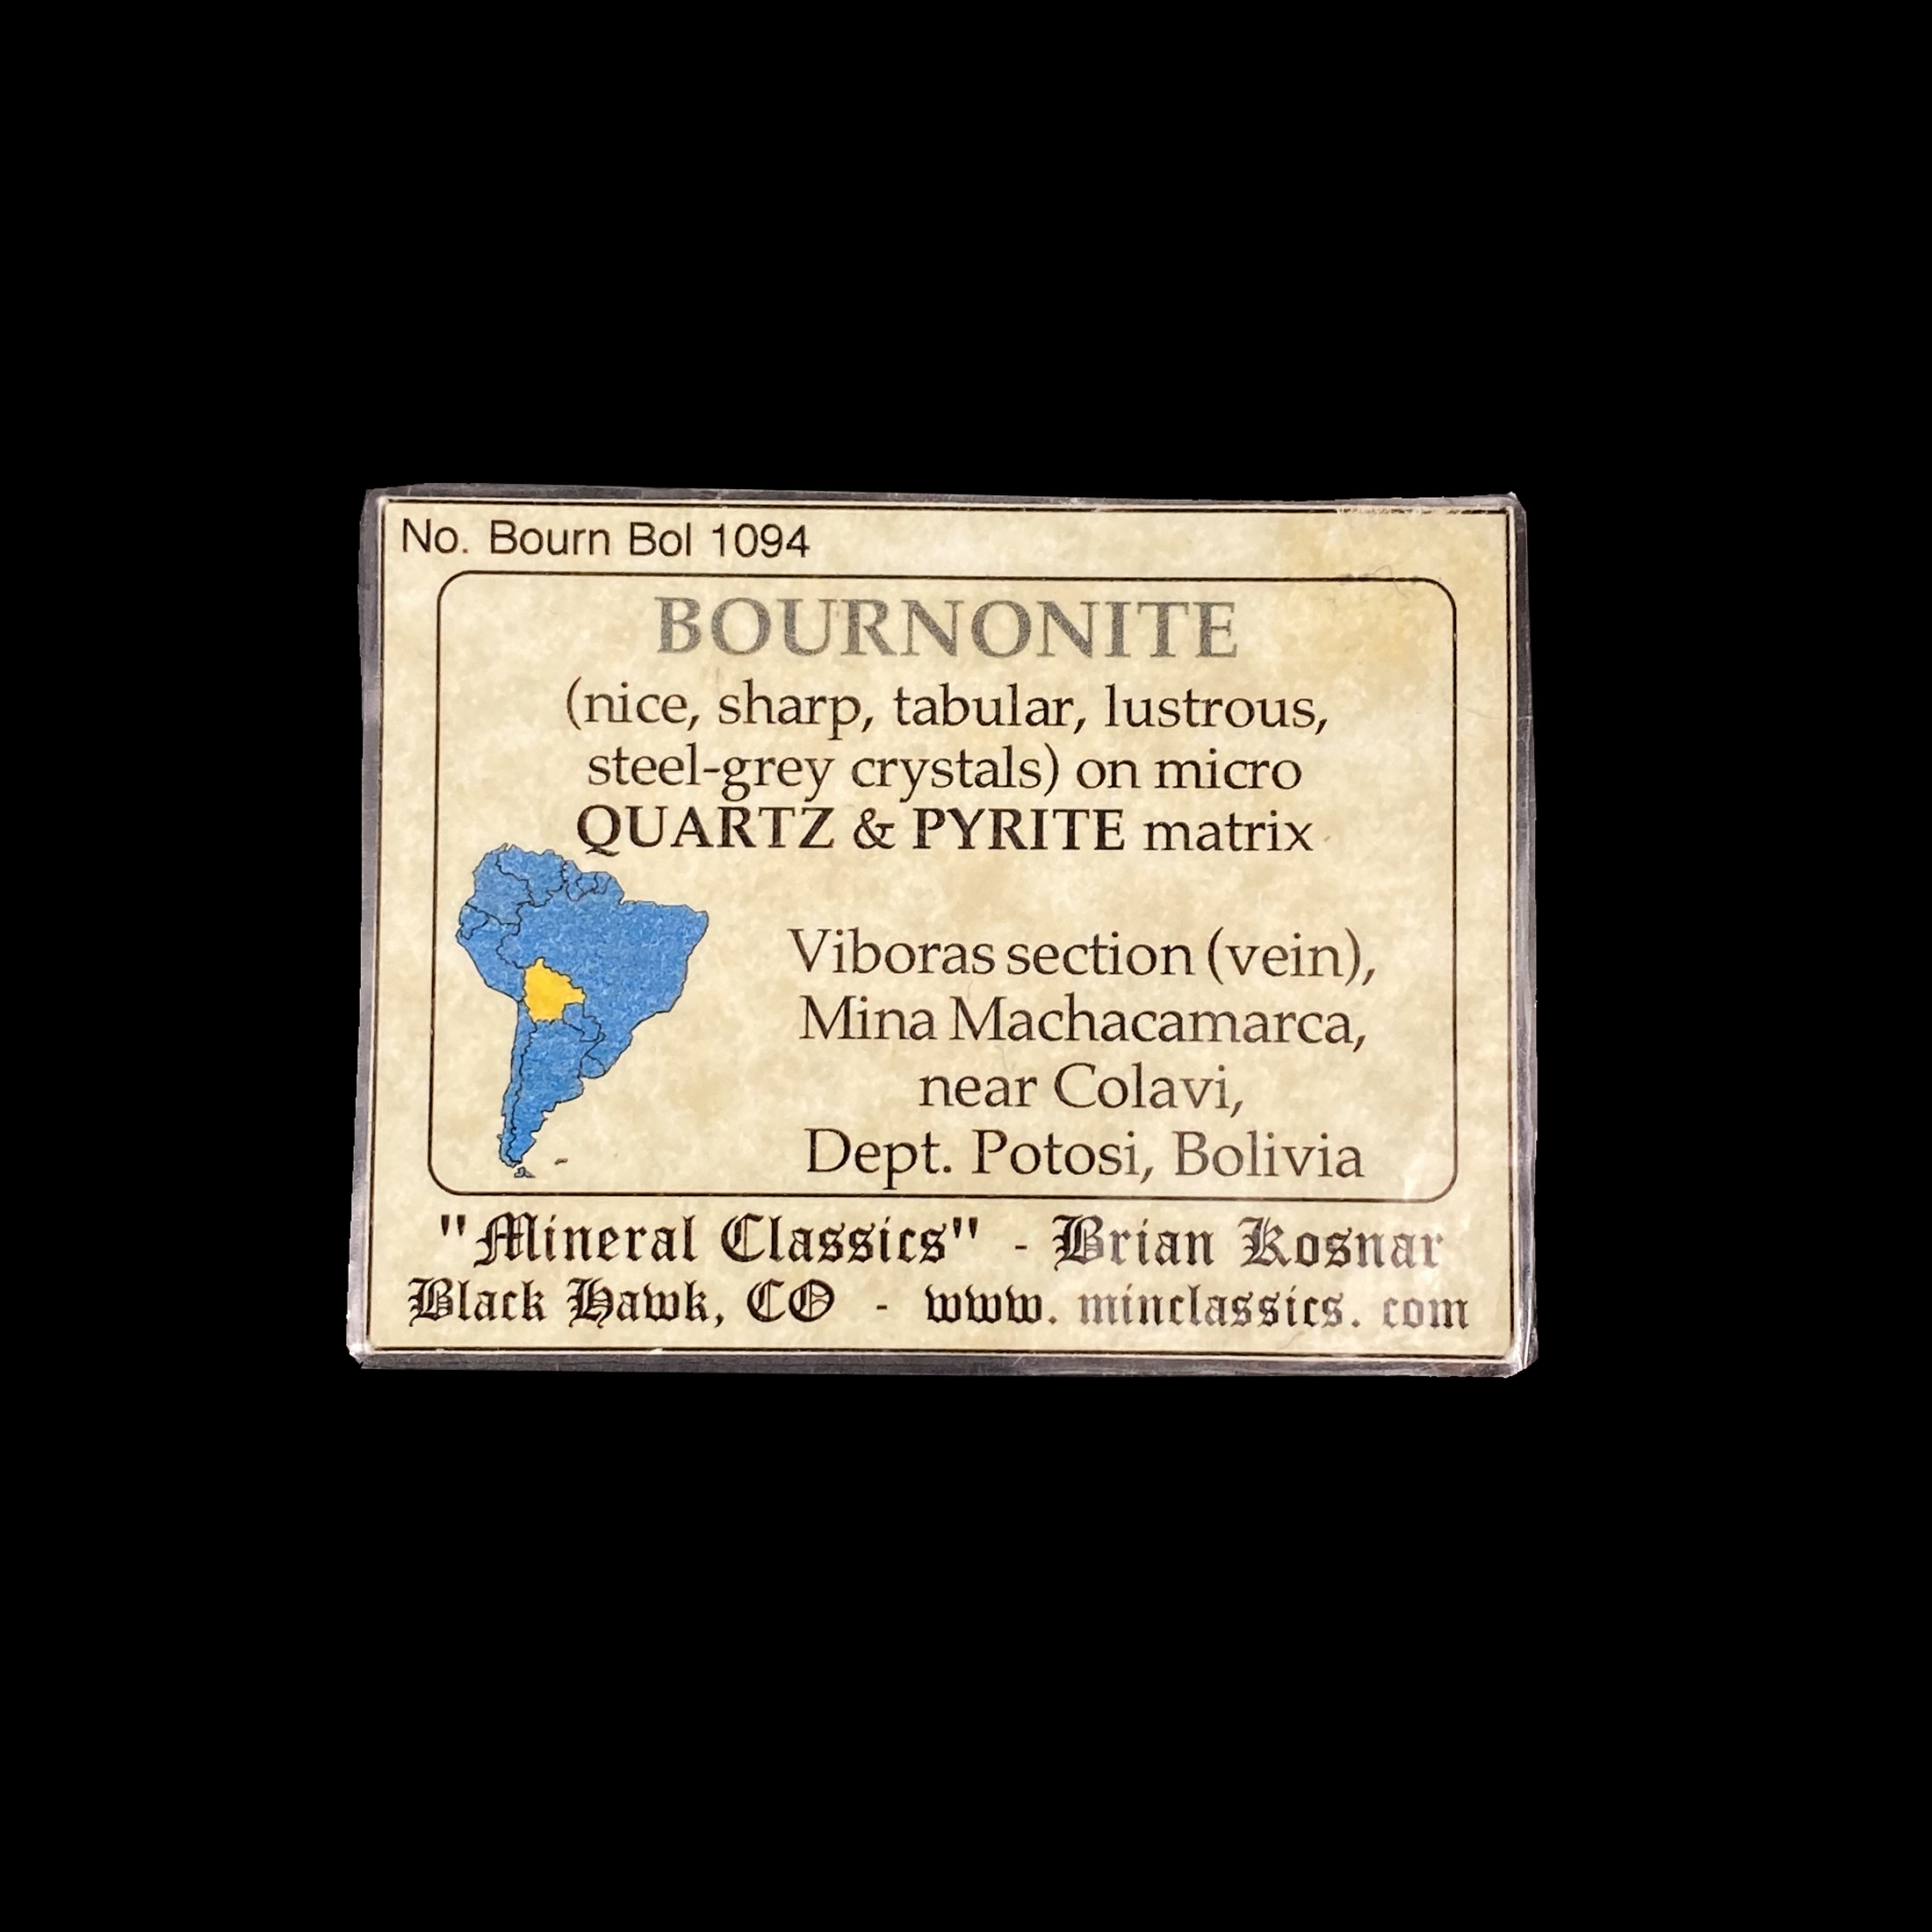 No. Bourn Bol 1094
BOURNONITE
(nice, sharp, tabular, lustrous,
steel-grey crystals) on micro
QUARTZ & PYRITE matrix
Viboras section (vein),
Mina Machacamarca,
near Colavi,
Dept. Potosi, Bolivia
"Mineral Classics" - Brian Kosnar
Black Hawk, CO - www. minclassics. com